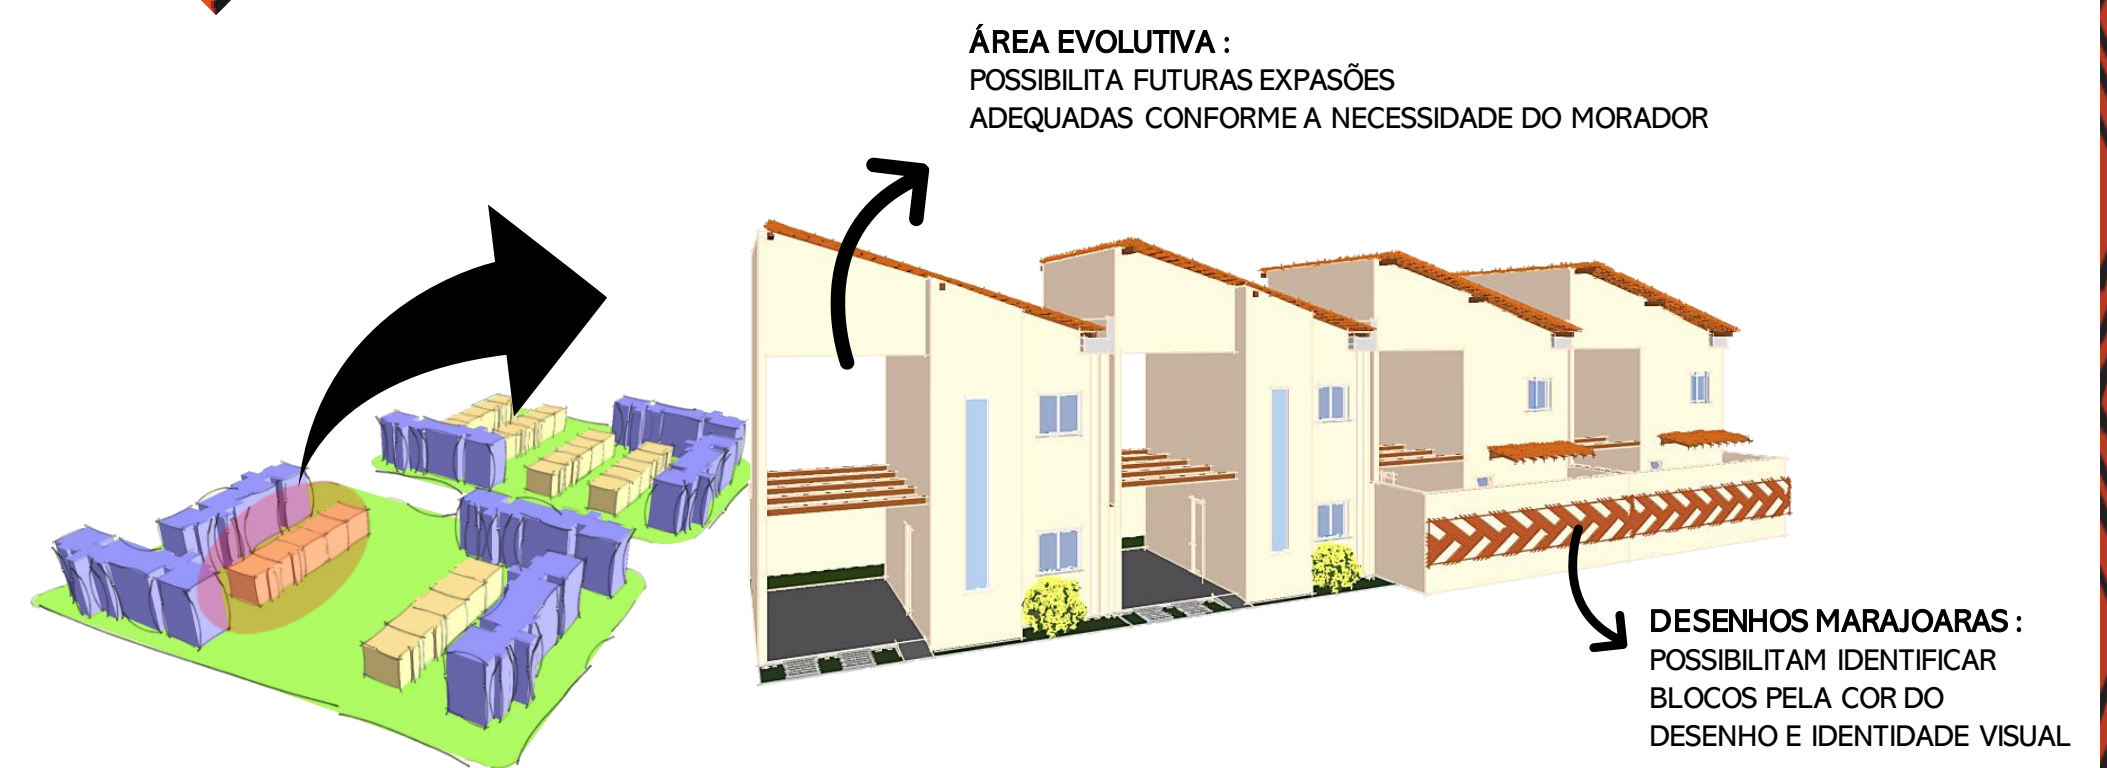 ÁREA EVOLUTIVA :
POSSIBILITA FUTURAS EXPASÕES
ADEQUADAS CONFORME A NECESSIDADE DO MORADOR
DESENHOS MARAJOARAS :
POSSIBILITAM IDENTIFICAR
BLOCOS PELA COR DO
DESENHO E IDENTIDADE VISUAL